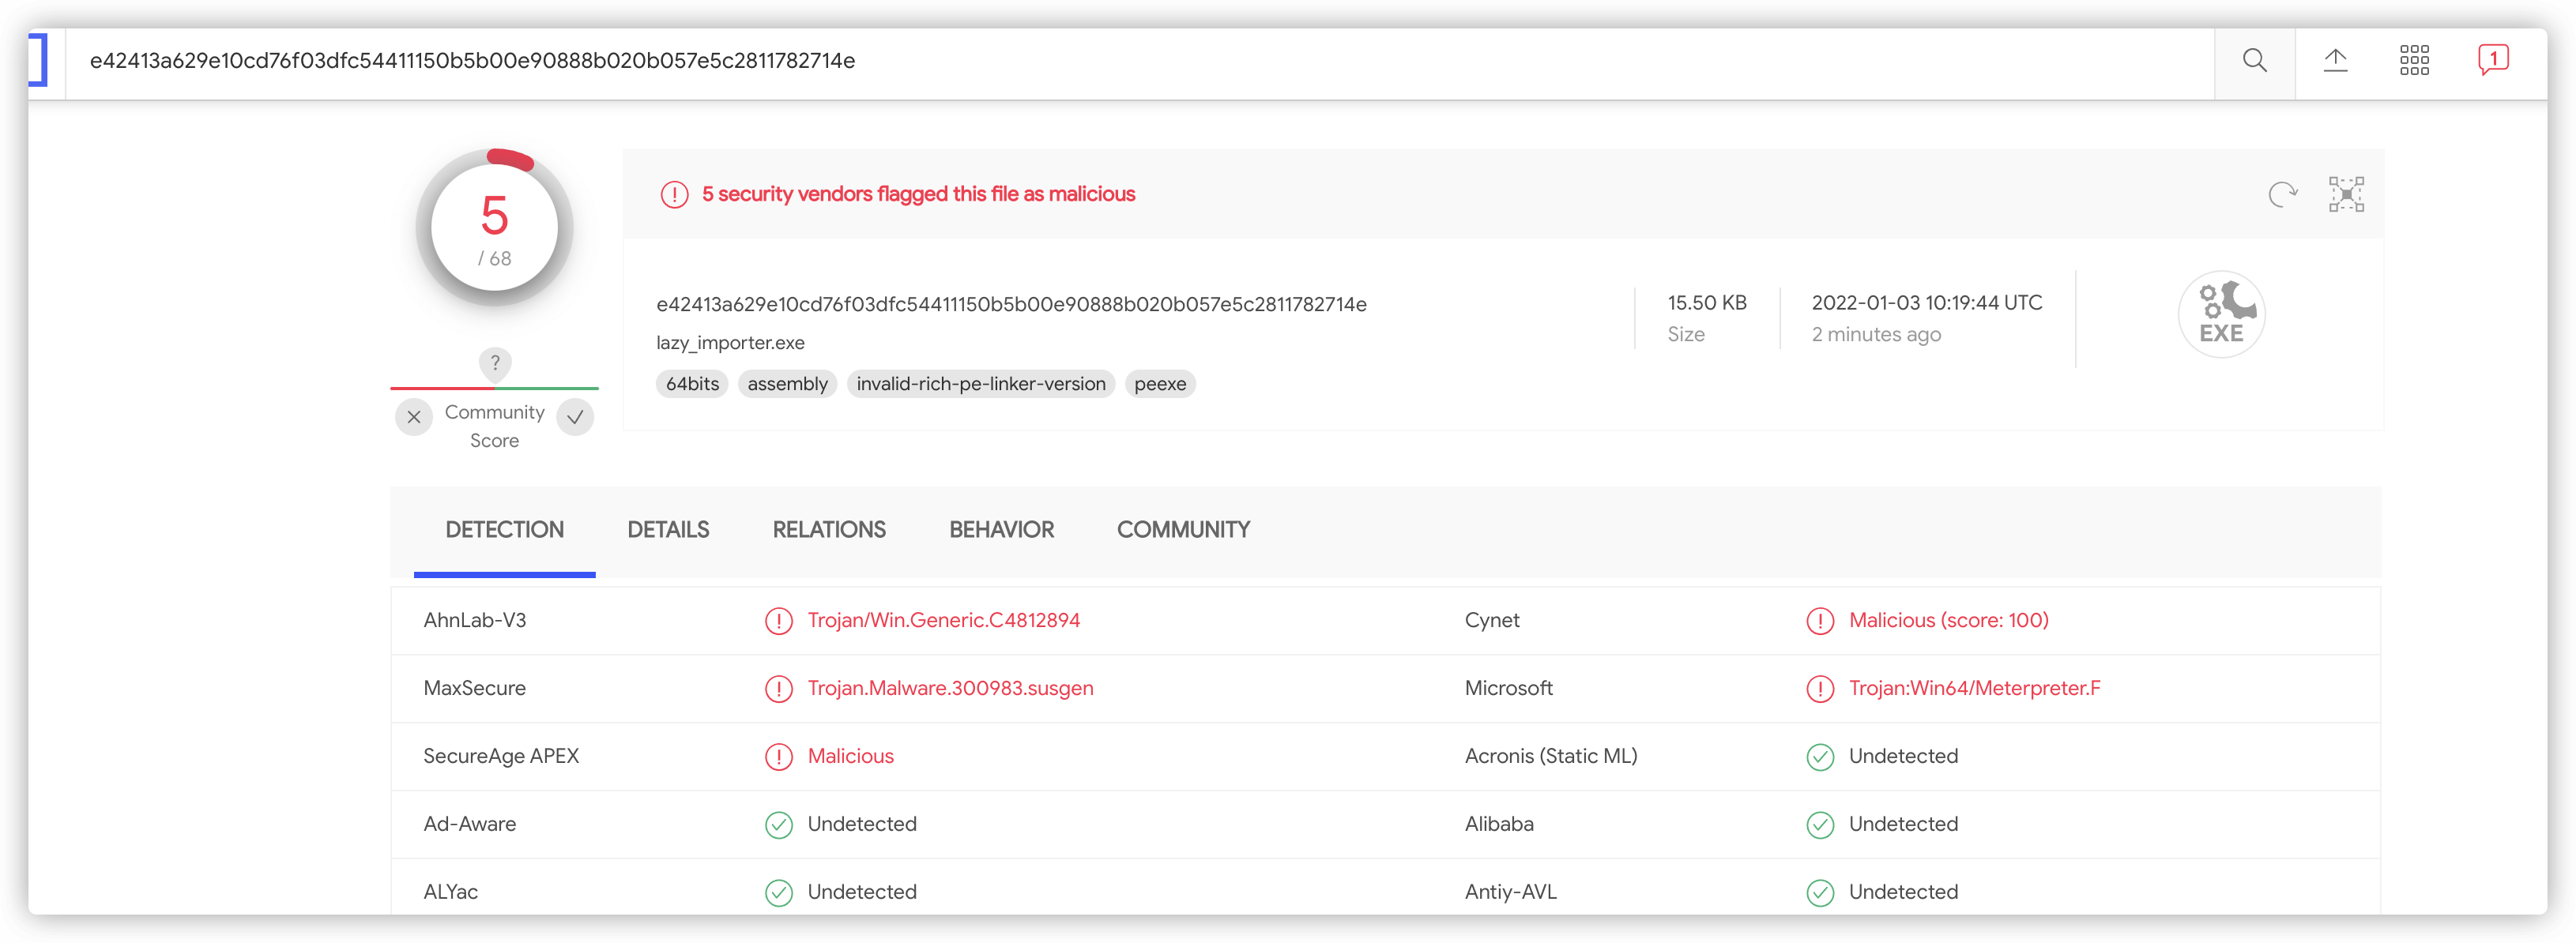 e42413a629e10cd76f03dfc54411150b5b00e90888b020b057e5c2811782714e
1
5
/ 68
5 security vendors flagged this file as malicious
e42413a629e10cd76f03dfc54411150b5b00e90888b020b057e5c2811782714e
lazy_importer.exe
64bits assembly invalid-rich-pe-linker-version peexe
15.50 KB
Size
2022-01-03 10:19:44 UTC
2 minutes ago
EXE
?
Community
Score
DETECTION DETAILS RELATIONS BEHAVIOR COMMUNITY
AhnLab-V3 Trojan/Win.Generic.C4812894 Cynet Malicious (score: 100)
MaxSecure Trojan.Malware.300983.susgen Microsoft Trojan:Win64/Meterpreter.F
SecureAge APEX Malicious Acronis (Static ML) Undetected
Ad-Aware Undetected Alibaba Undetected
ALYac Undetected Antiy-AVL Undetected